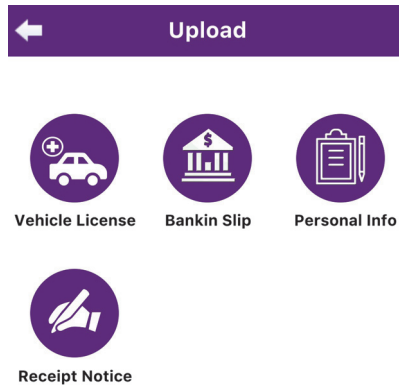 Upload
Vehicle License
Bankin Slip
Personal Info
Receipt Notice